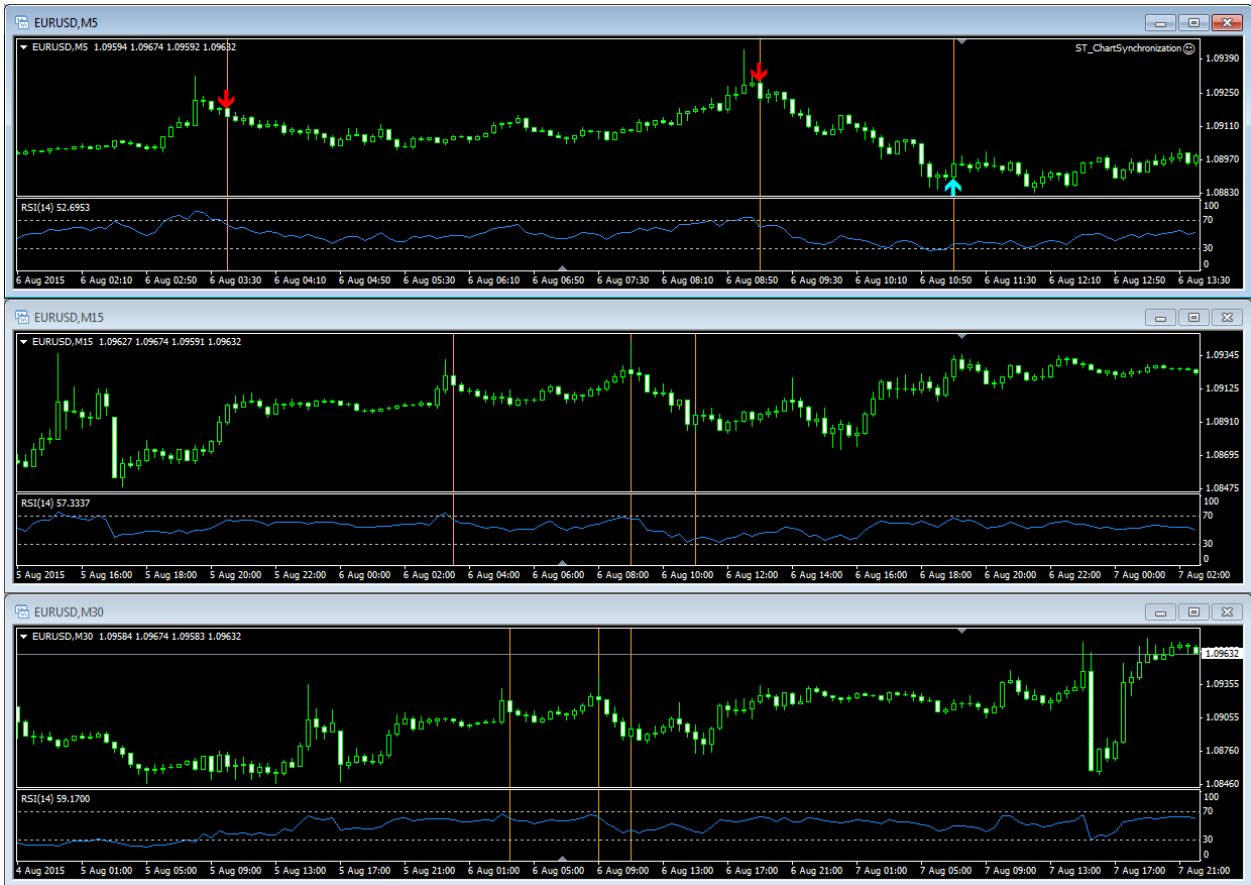 EURUSD,M5
EURUSD,M5 1.09594 1.09674 1.09592 1.09632
ST_ChartSynchronization
1.09390
1.09250
1.09110
1.08970
1.08830
RSI(14) 52.6953
100
70
30
0
6 Aug 2015 6 Aug 02:10 6 Aug 02:50 6 Aug 03:30 6 Aug 04:10 6 Aug 04:50 6 Aug 05:30 6 Aug 06:10 6 Aug 06:50 6 Aug 07:30 6 Aug 08:10 6 Aug 08:50 6 Aug 09:30 6 Aug 10:10 6 Aug 10:50 6 Aug 11:30 6 Aug 12:10 6 Aug 12:50 6 Aug 13:30
EURUSD,M15
EURUSD,M15 1.09627 1.09674 1.09591 1.09632
1.09345
1.09125
1.08910
1.08695
1.08475
RSI(14) 57.3337
100
70
30
0
5 Aug 2015 5 Aug 16:00 5 Aug 18:00 5 Aug 20:00 5 Aug 22:00 6 Aug 00:00 6 Aug 02:00 6 Aug 04:00 6 Aug 06:00 6 Aug 08:00 6 Aug 10:00 6 Aug 12:00 6 Aug 14:00 6 Aug 16:00 6 Aug 18:00 6 Aug 20:00 6 Aug 22:00 7 Aug 00:00 7 Aug 02:00
EURUSD,M30
EURUSD,M30 1.09584 1.09674 1.09583 1.09632
1.09632
1.09355
1.09055
1.08760
1.08460
RSI(14) 59.1700
100
70
30
0
4 Aug 2015 5 Aug 01:00 5 Aug 05:00 5 Aug 09:00 5 Aug 13:00 5 Aug 17:00 5 Aug 21:00 6 Aug 01:00 6 Aug 05:00 6 Aug 09:00 6 Aug 13:00 6 Aug 17:00 6 Aug 21:00 7 Aug 01:00 7 Aug 05:00 7 Aug 09:00 7 Aug 13:00 7 Aug 17:00 7 Aug 21:00